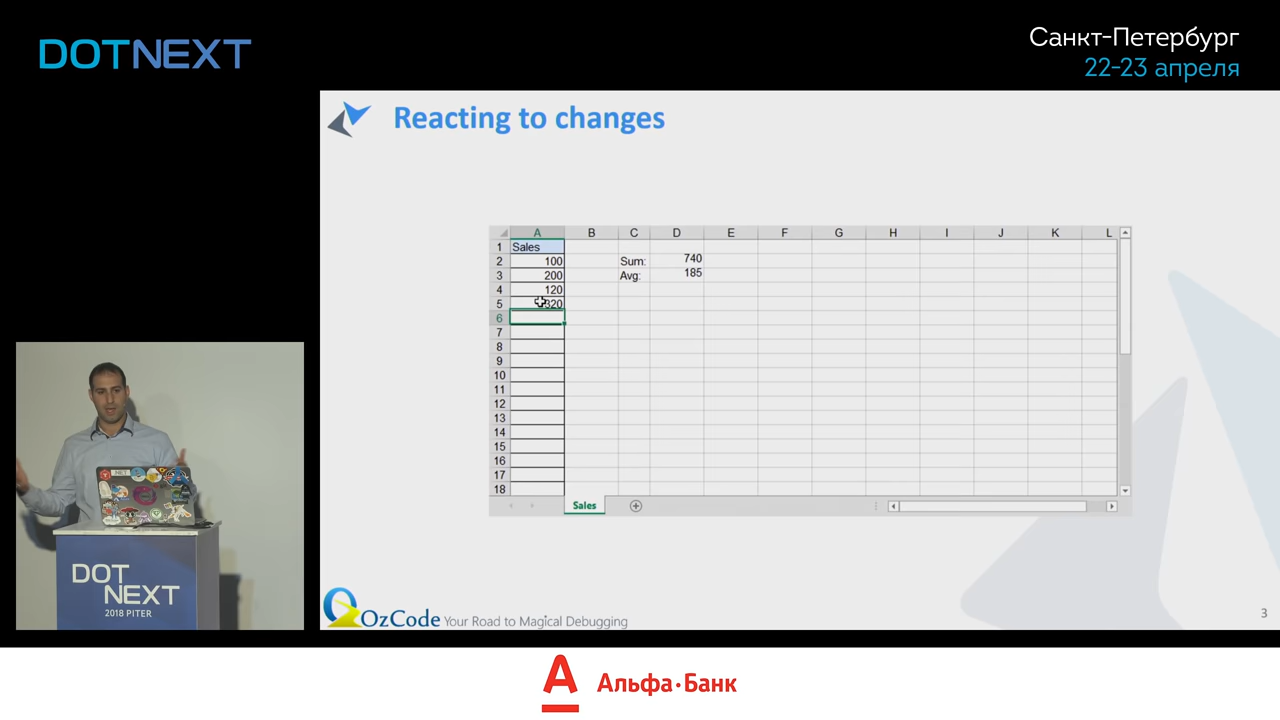 DOTNEXT
Санкт-Петербург
22-23 апреля
Reacting to changes
A B C D E F G H I J K L
1 Sales
2 100 Sum: 740
3 200 Avg: 185
4 120
5 320
6
7
8
9
10
11
12
13
14
15
16
17
18
Sales
OzCode Your Road to Magical Debugging
3
.NET
DOT
NEXT
2018 PITER
Альфа·Банк